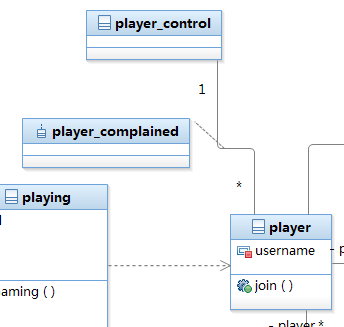 player_control
1
player_complained
*
playing
player
username
join ( )
aming ( )
- player *